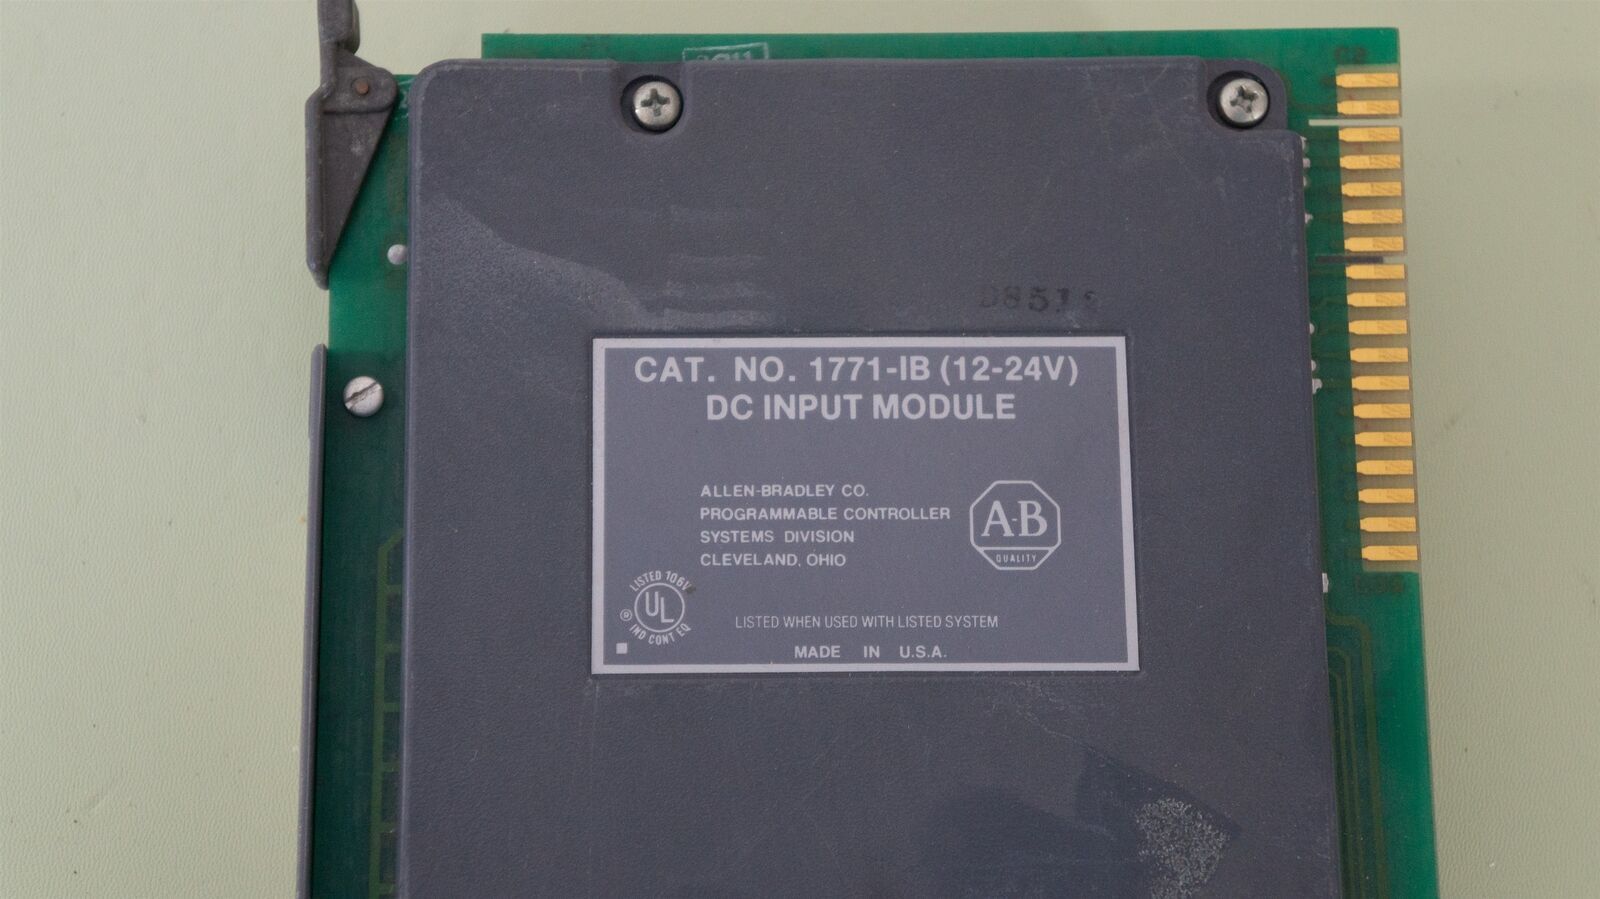 CAT. NO. 1771-IB (12-24V)
DC INPUT MODULE
ALLEN-BRADLEY CO.
PROGRAMMABLE CONTROLLER
SYSTEMS DIVISION
CLEVELAND, OHIO
A-B
QUALITY
LISTED 106V
UL
®
IND CONT EQ
LISTED WHEN USED WITH LISTED SYSTEM
MADE IN U.S.A.